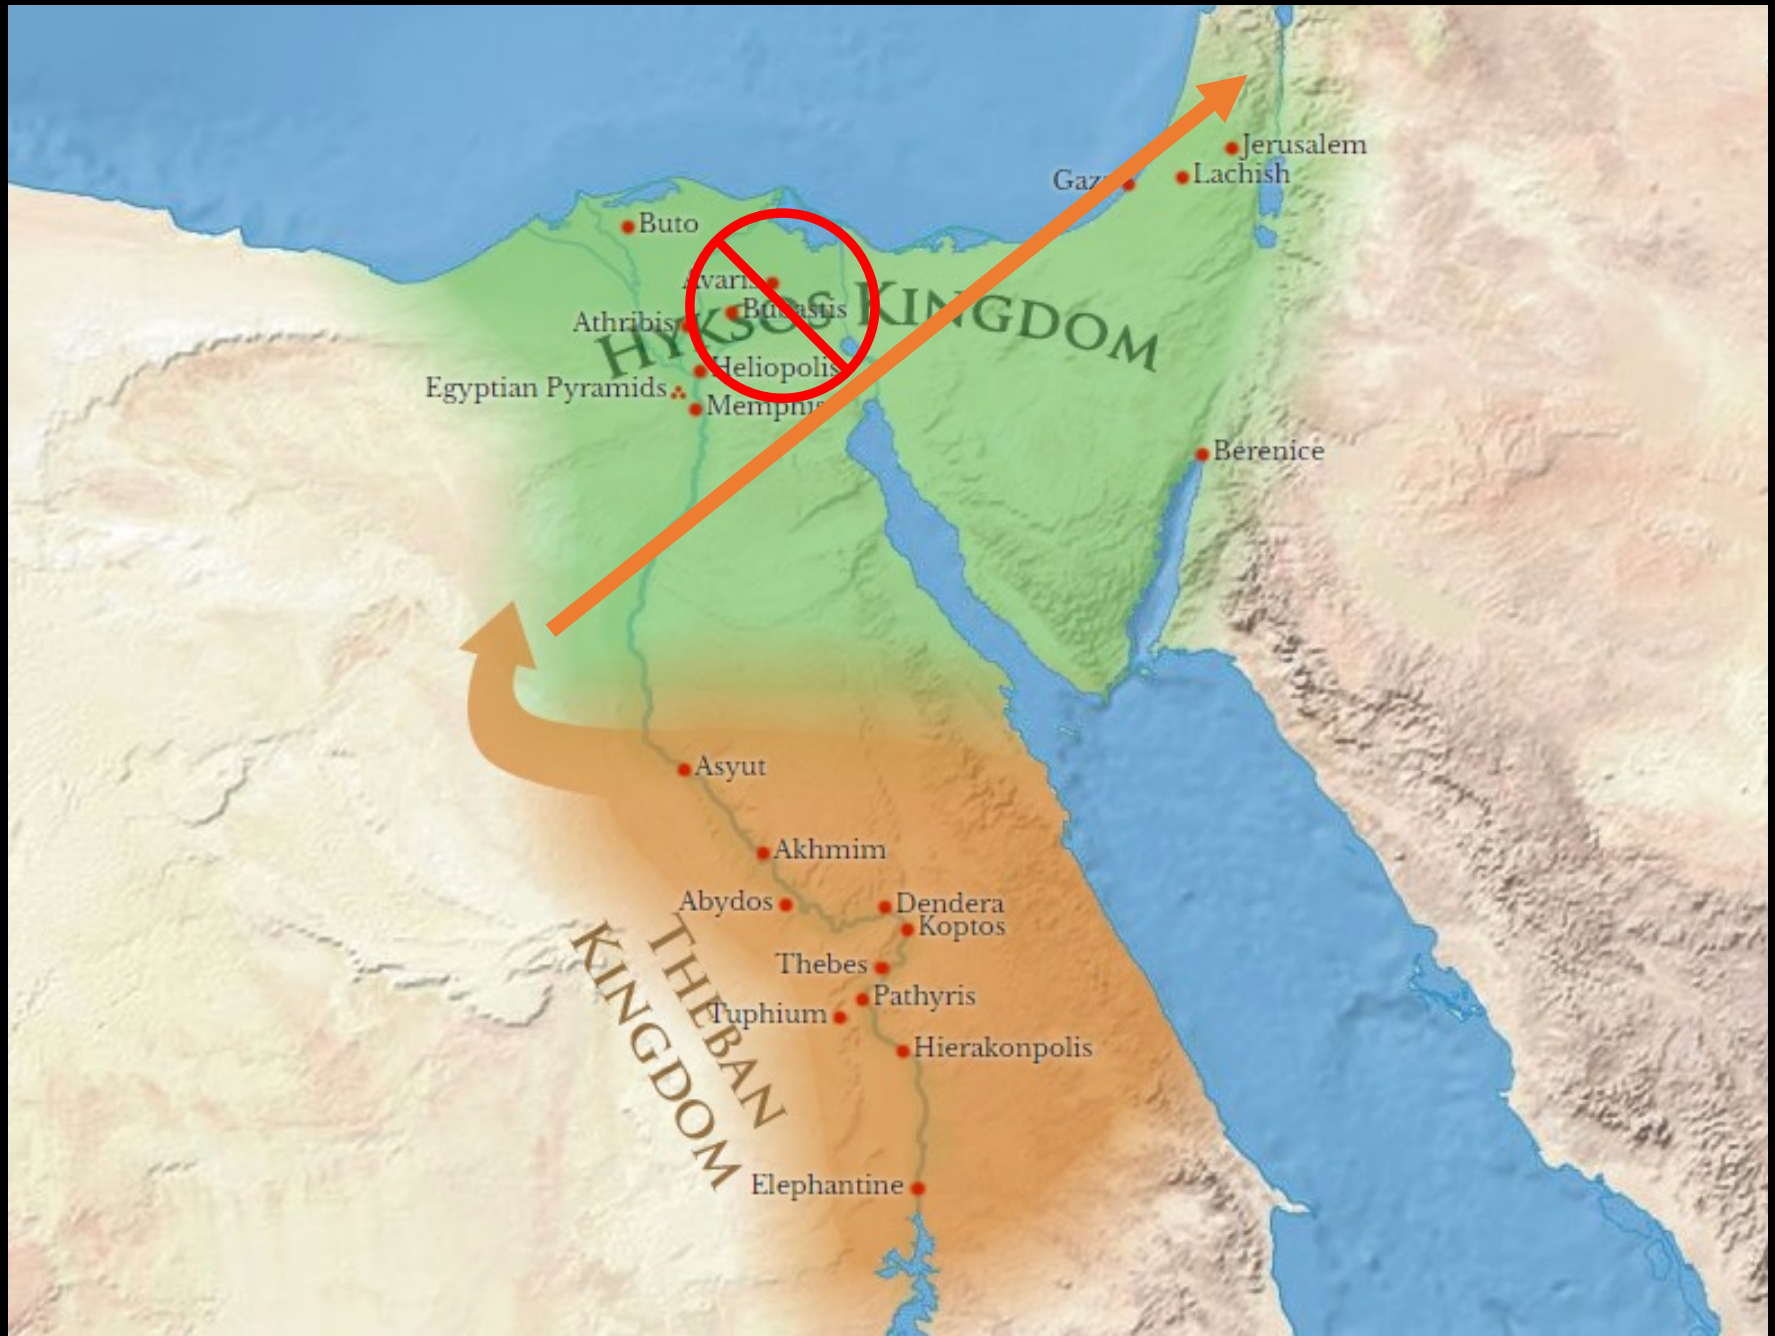 Jerusalem
Gaza
Lachish
Buto
Avaris
Bubastis
HYKSOS KINGDOM
Athribis
Heliopolis
Egyptian Pyramids
Memphis
Berenice
Asyut
Akhmim
Abydos
Dendera
Koptos
Thebes
Pathyris
Tuphium
THEBAN
KINGDOM
Hierakonpolis
Elephantine